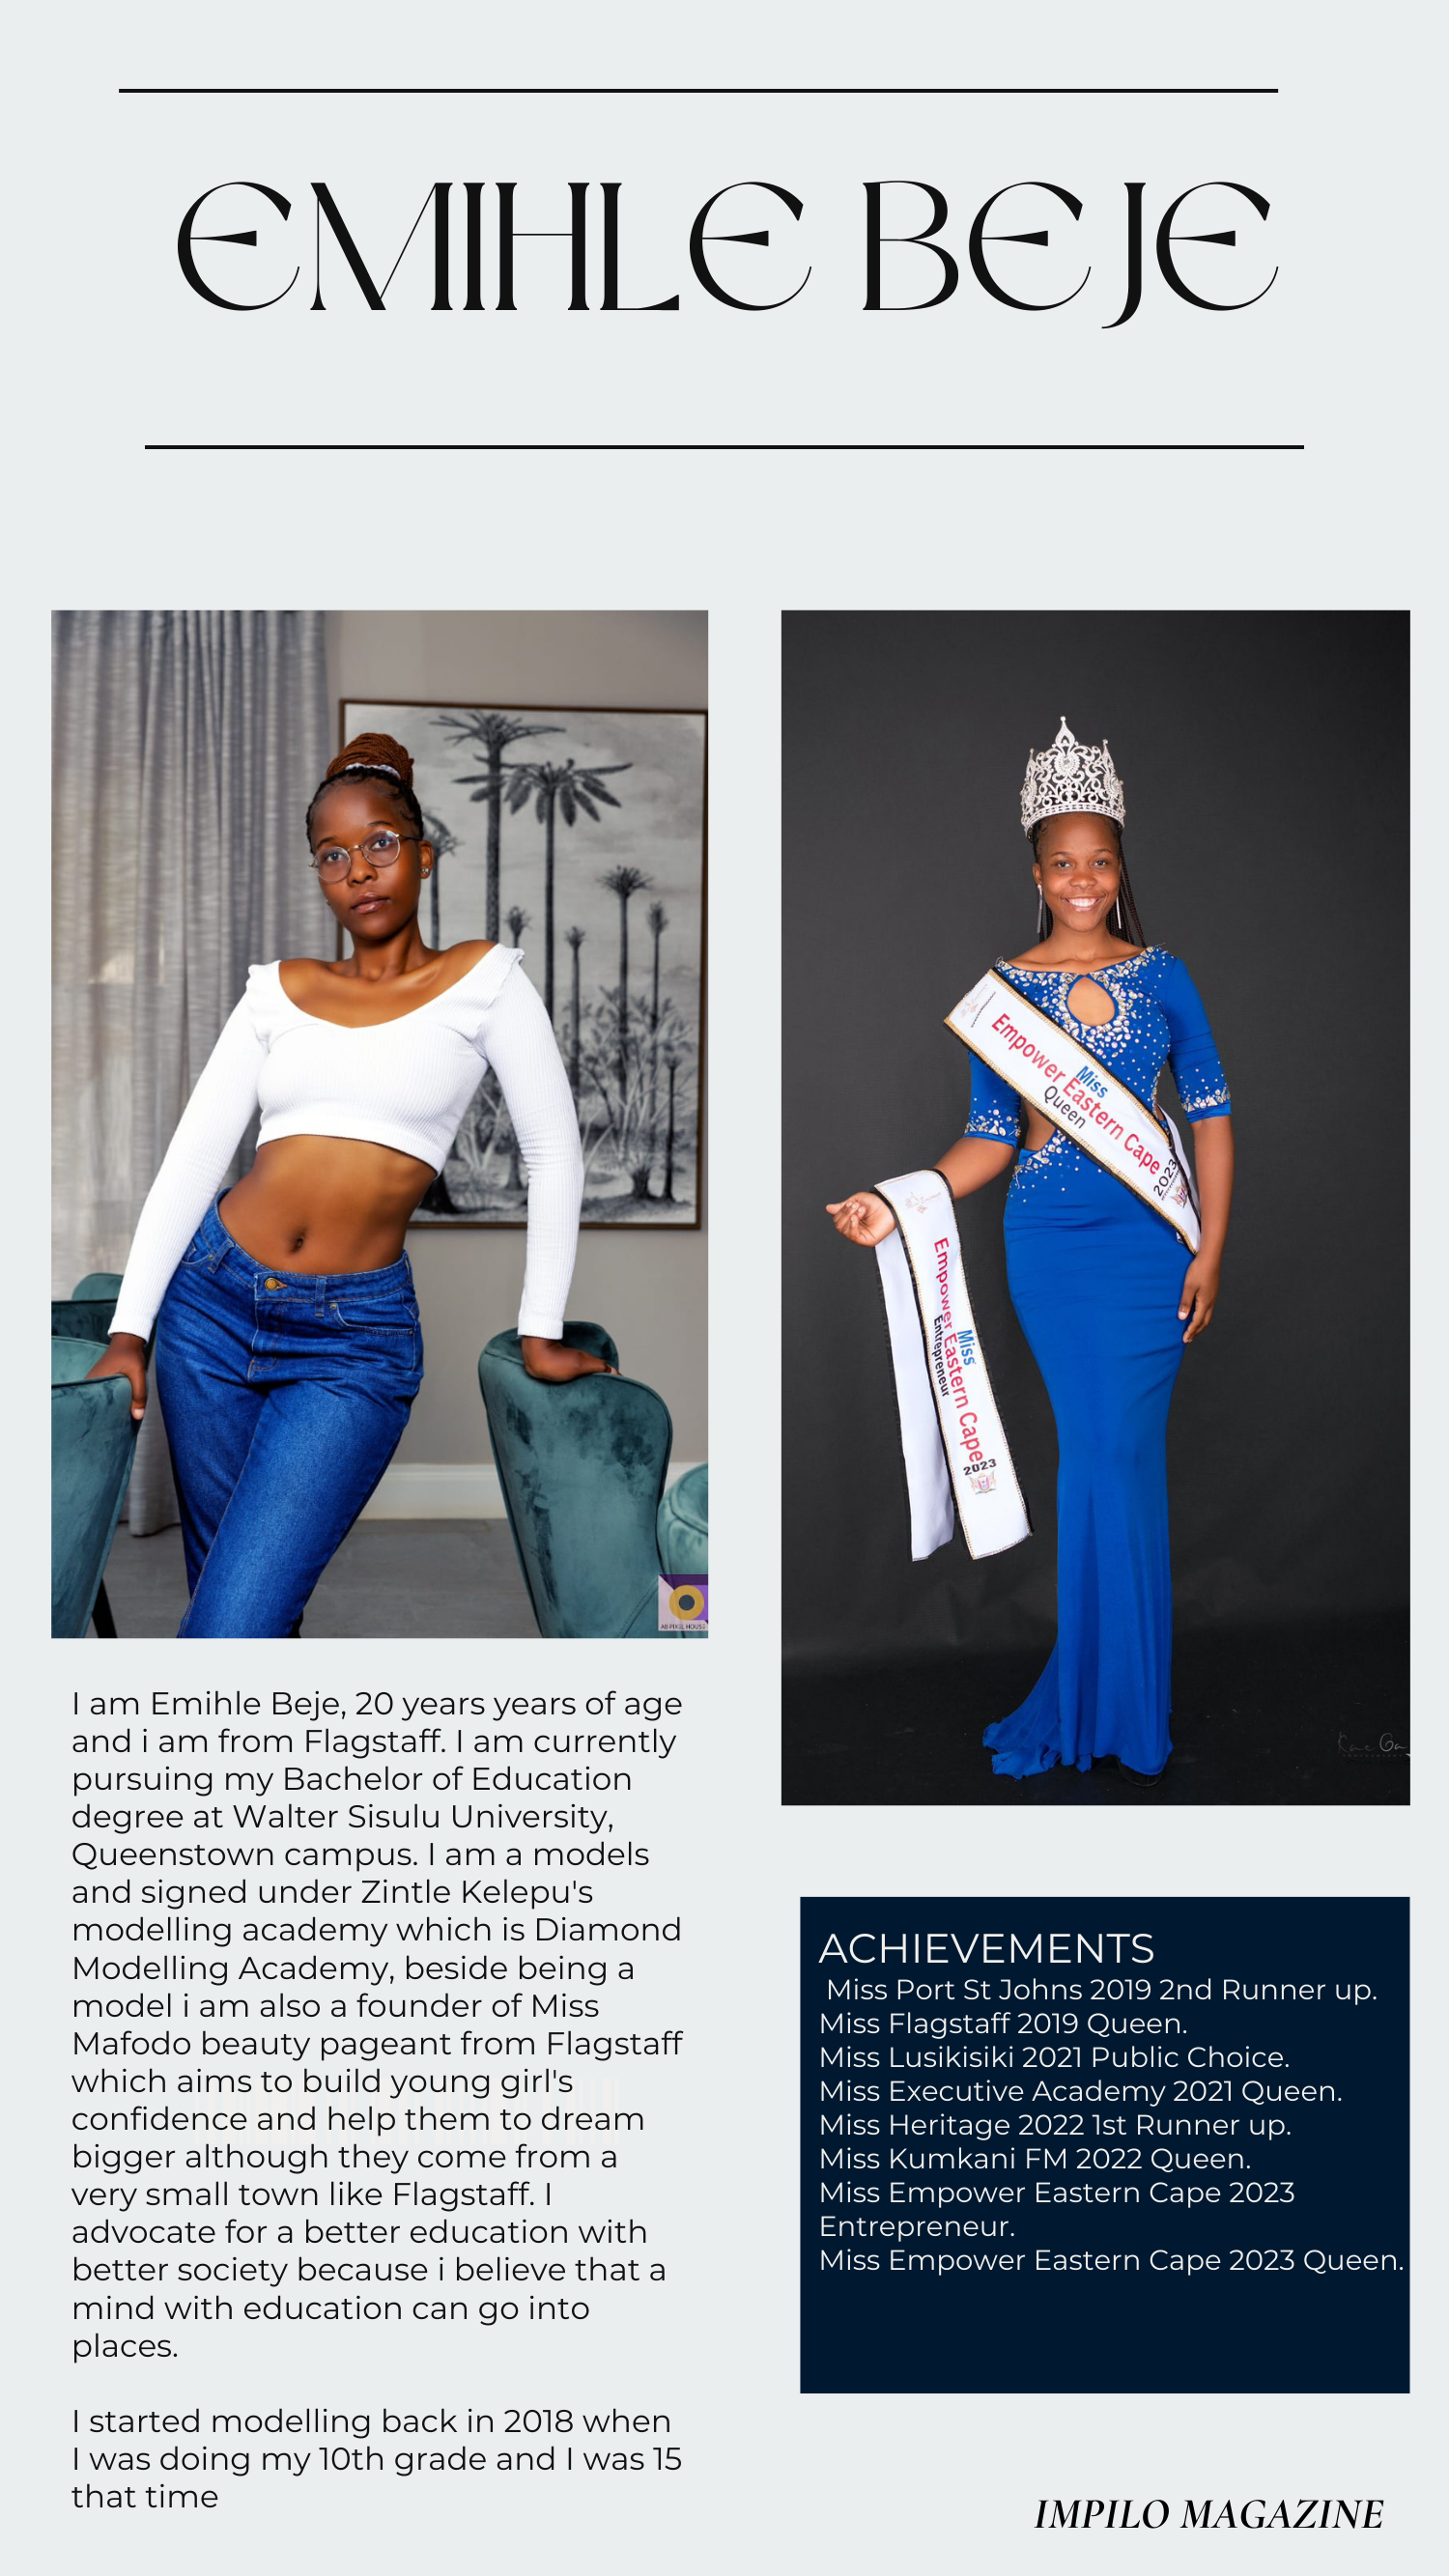 EMIHLE BEJE
AB PIXEL HOUSE
Empower Eastern Cape
Miss
Queen
2023
Empower Eastern Cape
Miss
Entrepreneur
2023
I am Emihle Beje, 20 years years of age
and i am from Flagstaff. I am currently
pursuing my Bachelor of Education
degree at Walter Sisulu University,
Queenstown campus. I am a models
and signed under Zintle Kelepu's
modelling academy which is Diamond
Modelling Academy, beside being a
model i am also a founder of Miss
Mafodo beauty pageant from Flagstaff
which aims to build young girl's
confidence and help them to dream
bigger although they come from a
very small town like Flagstaff. I
advocate for a better education with
better society because i believe that a
mind with education can go into
places.
I started modelling back in 2018 when
I was doing my 10th grade and I was 15
that time
ACHIEVEMENTS
Miss Port St Johns 2019 2nd Runner up.
Miss Flagstaff 2019 Queen.
Miss Lusikisiki 2021 Public Choice.
Miss Executive Academy 2021 Queen.
Miss Heritage 2022 1st Runner up.
Miss Kumkani FM 2022 Queen.
Miss Empower Eastern Cape 2023
Entrepreneur.
Miss Empower Eastern Cape 2023 Queen.
IMPILO MAGAZINE